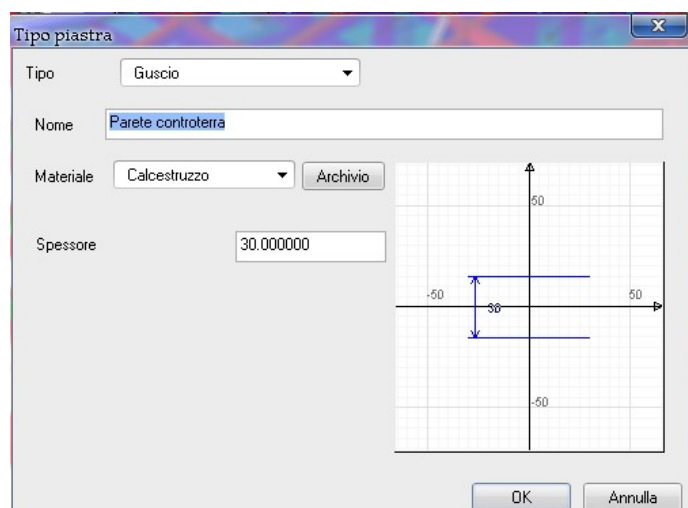 Tipo piastra
Tipo Guscio
Nome Parete controterra
Materiale Calcestruzzo Archivio
Spessore 30.000000
50
-50 50
30
-50
OK Annulla